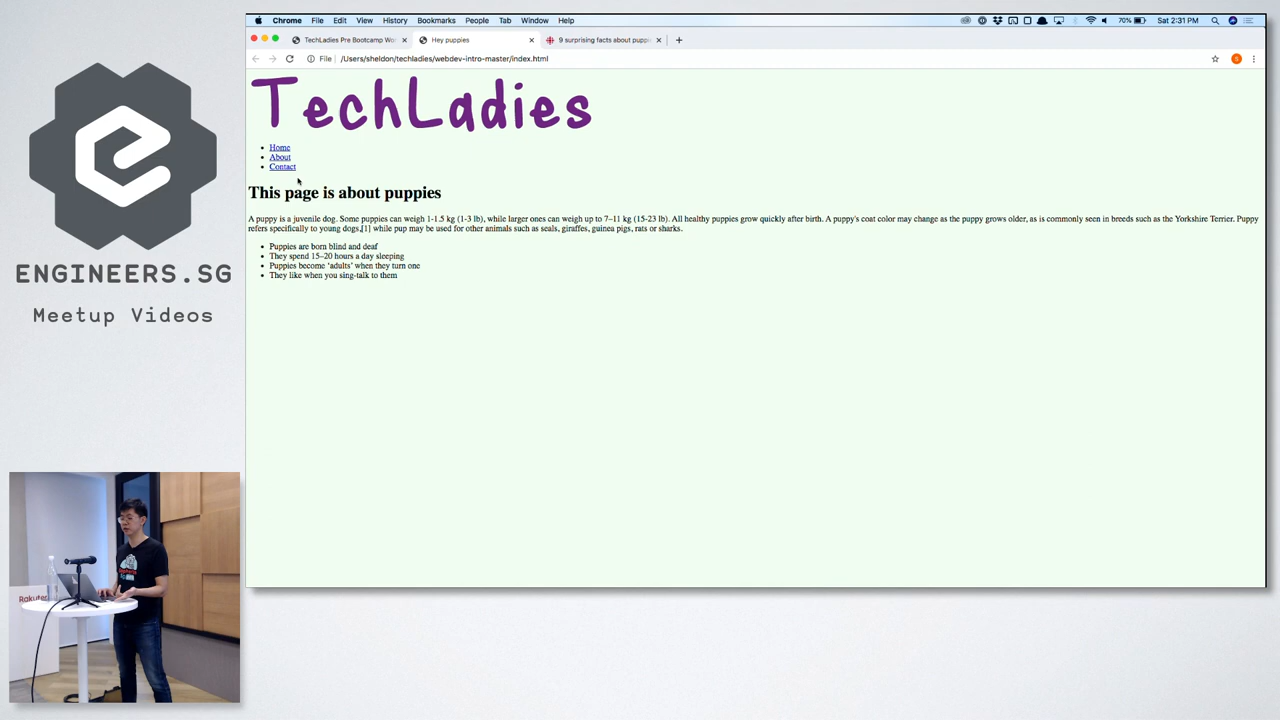 Chrome File Edit View History Bookmarks People Tab Window Help
70% Sat 2:31 PM
TechLadies Pre Bootcamp Wor
Hey puppies
9 surprising facts about puppi
File /Users/sheldon/techladies/webdev-intro-master/index.html
S
TechLadies
Home
About
Contact
This page is about puppies
A puppy is a juvenile dog. Some puppies can weigh 1-1.5 kg (1-3 lb), while larger ones can weigh up to 7–11 kg (15-23 lb). All healthy puppies grow quickly after birth. A puppy's coat color may change as the puppy grows older, as is commonly seen in breeds such as the Yorkshire Terrier. Puppy
refers specifically to young dogs,[1] while pup may be used for other animals such as seals, giraffes, guinea pigs, rats or sharks.
Puppies are born blind and deaf
They spend 15–20 hours a day sleeping
Puppies become ‘adults’ when they turn one
They like when you sing-talk to them
ENGINEERS.SG
Meetup Videos
Rakuten